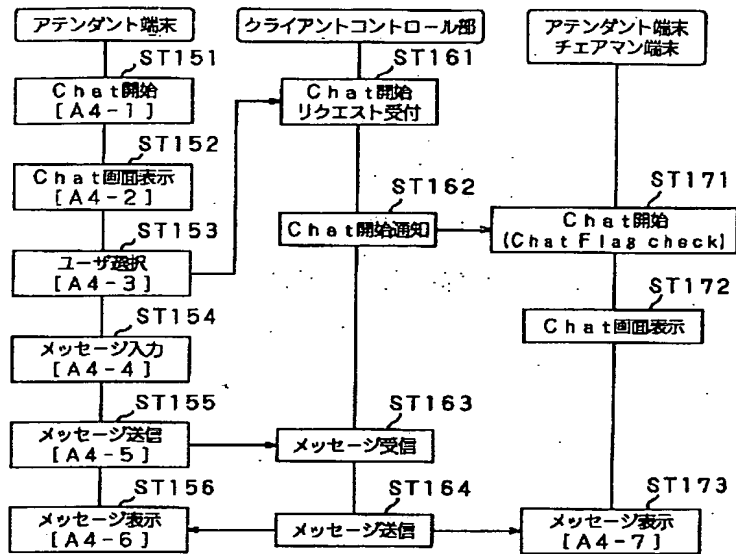 アテンダント端末
ST151
Chat開始
[A4-1]
ST152
Chat画面表示
[A4-2]
ST153
ユーザ選択
[A4-3]
ST154
メッセージ入力
[A4-4]
ST155
メッセージ送信
[A4-5]
ST156
メッセージ表示
[A4-6]
クライアントコントロール部
ST161
Chat開始
リクエスト受付
ST162
Chat開始通知
ST163
メッセージ受信
ST164
メッセージ送信
アテンダント端末
チェアマン端末
ST171
Chat開始
(Chat Flag check)
ST172
Chat画面表示
ST173
メッセージ表示
[A4-7]